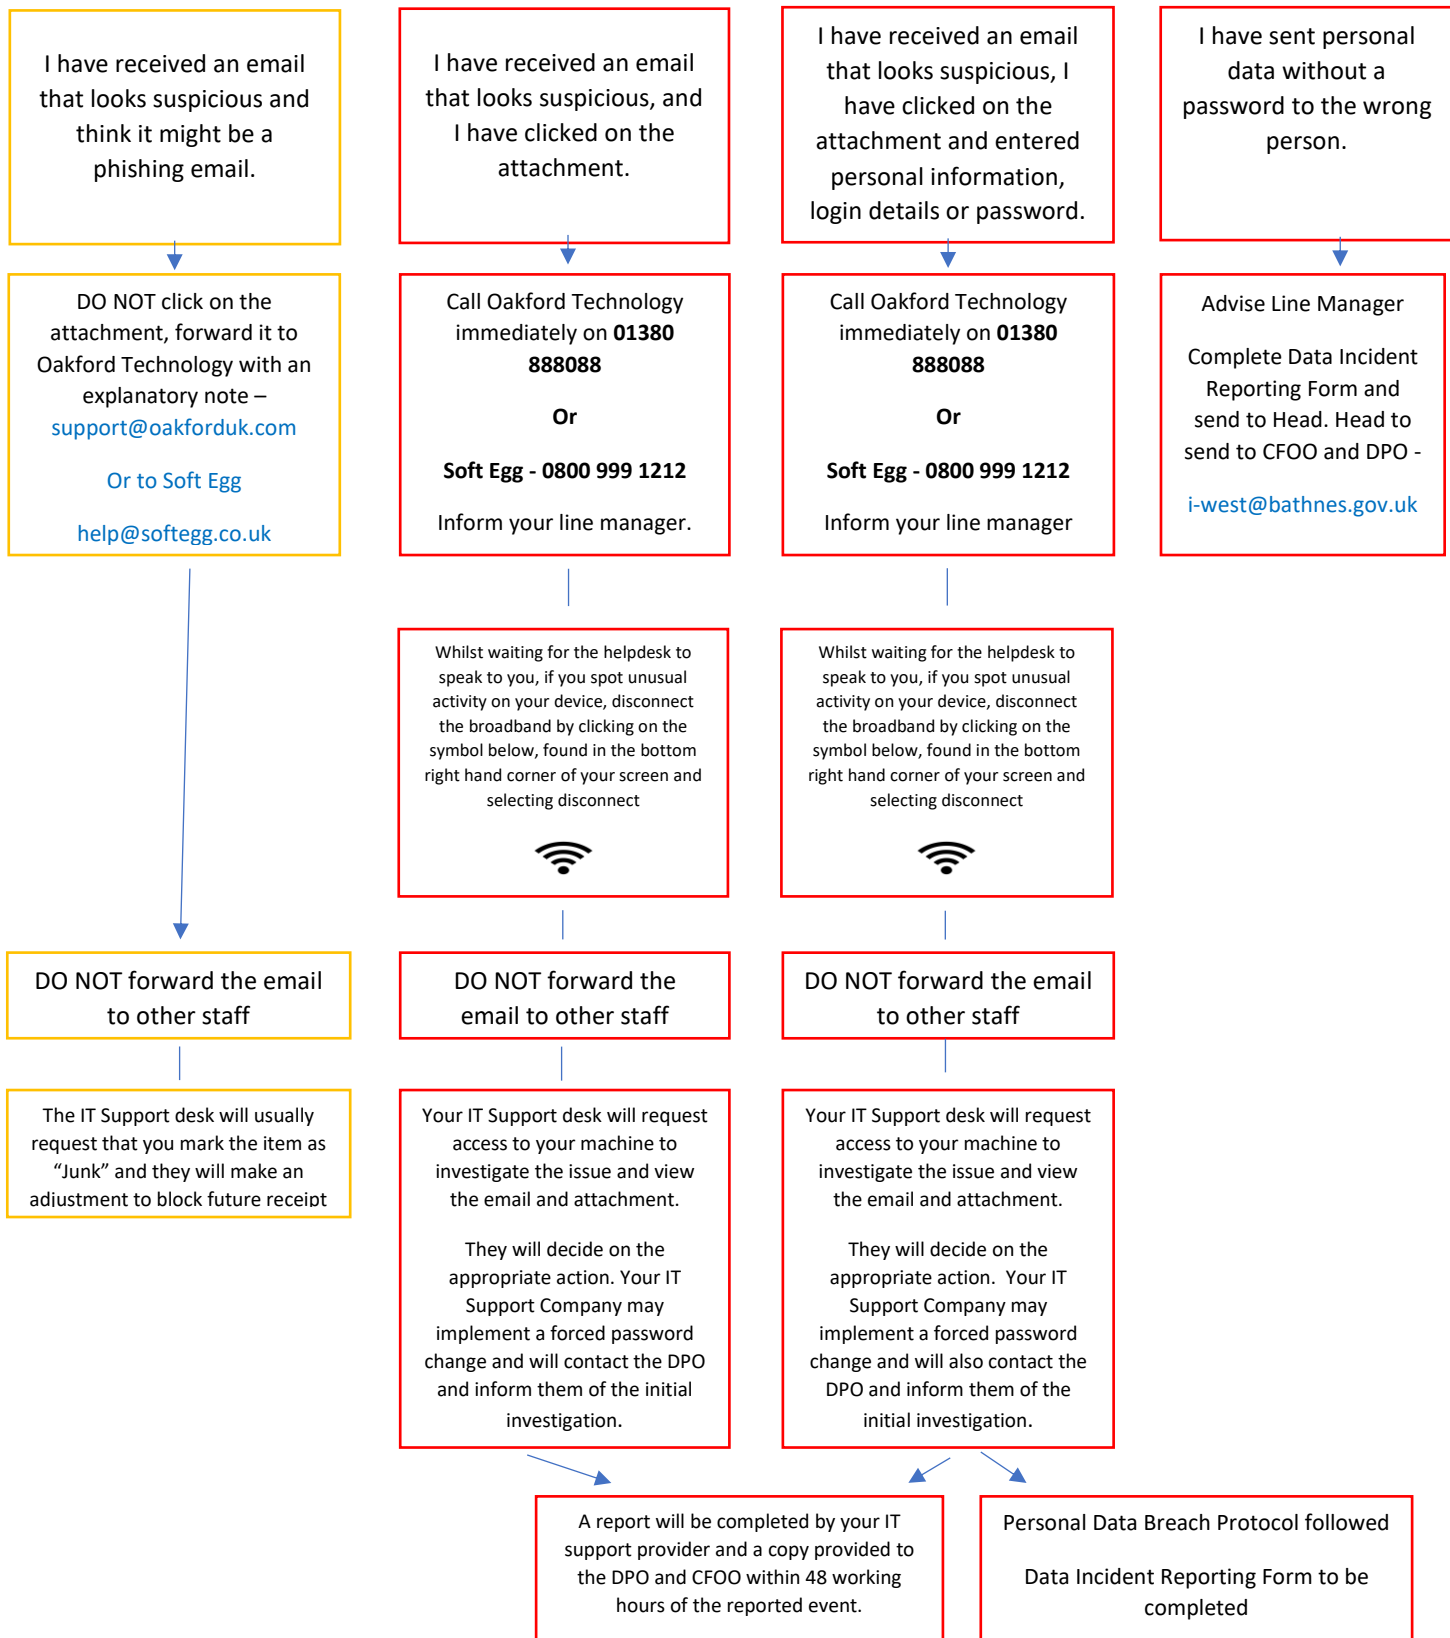 I have received an email
that looks suspicious and
think it might be a
phishing email.
I have received an email
that looks suspicious, and
I have clicked on the
attachment.
I have received an email
that looks suspicious, I
have clicked on the
attachment and entered
personal information,
login details or password.
I have sent personal
data without a
password to the wrong
person.
DO NOT click on the
attachment, forward it to
Oakford Technology with an
explanatory note –
support@oakforduk.com
Or to Soft Egg
help@softegg.co.uk
Call Oakford Technology
immediately on 01380
888088
Or
Soft Egg - 0800 999 1212
Inform your line manager.
Call Oakford Technology
immediately on 01380
888088
Or
Soft Egg - 0800 999 1212
Inform your line manager
Advise Line Manager
Complete Data Incident
Reporting Form and
send to Head. Head to
send to CFOO and DPO -
i-west@bathnes.gov.uk
Whilst waiting for the helpdesk to
speak to you, if you spot unusual
activity on your device, disconnect
the broadband by clicking on the
symbol below, found in the bottom
right hand corner of your screen and
selecting disconnect
Whilst waiting for the helpdesk to
speak to you, if you spot unusual
activity on your device, disconnect
the broadband by clicking on the
symbol below, found in the bottom
right hand corner of your screen and
selecting disconnect
DO NOT forward the email
to other staff
DO NOT forward the
email to other staff
DO NOT forward the email
to other staff
The IT Support desk will usually
request that you mark the item as
“Junk” and they will make an
adjustment to block future receipt
Your IT Support desk will request
access to your machine to
investigate the issue and view
the email and attachment.
They will decide on the
appropriate action. Your IT
Support Company may
implement a forced password
change and will contact the DPO
and inform them of the initial
investigation.
Your IT Support desk will request
access to your machine to
investigate the issue and view
the email and attachment.
They will decide on the
appropriate action. Your IT
Support Company may
implement a forced password
change and will also contact the
DPO and inform them of the
initial investigation.
A report will be completed by your IT
support provider and a copy provided to
the DPO and CFOO within 48 working
hours of the reported event.
Personal Data Breach Protocol followed
Data Incident Reporting Form to be
completed